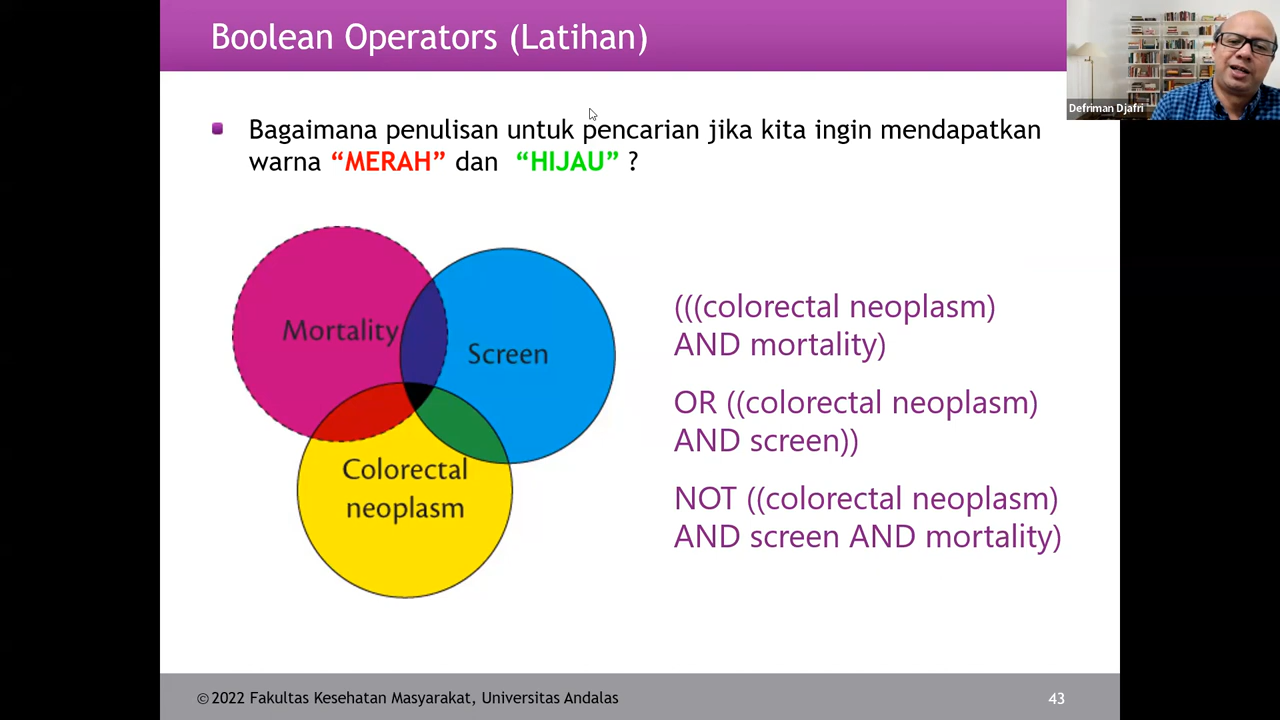 Boolean Operators (Latihan)
Defriman Djafri
Bagaimana penulisan untuk pencarian jika kita ingin mendapatkan
warna “MERAH” dan “HIJAU” ?
Mortality
Screen
Colorectal
neoplasm
(((colorectal neoplasm)
AND mortality)
OR ((colorectal neoplasm)
AND screen))
NOT ((colorectal neoplasm)
AND screen AND mortality)
©2022 Fakultas Kesehatan Masyarakat, Universitas Andalas
43